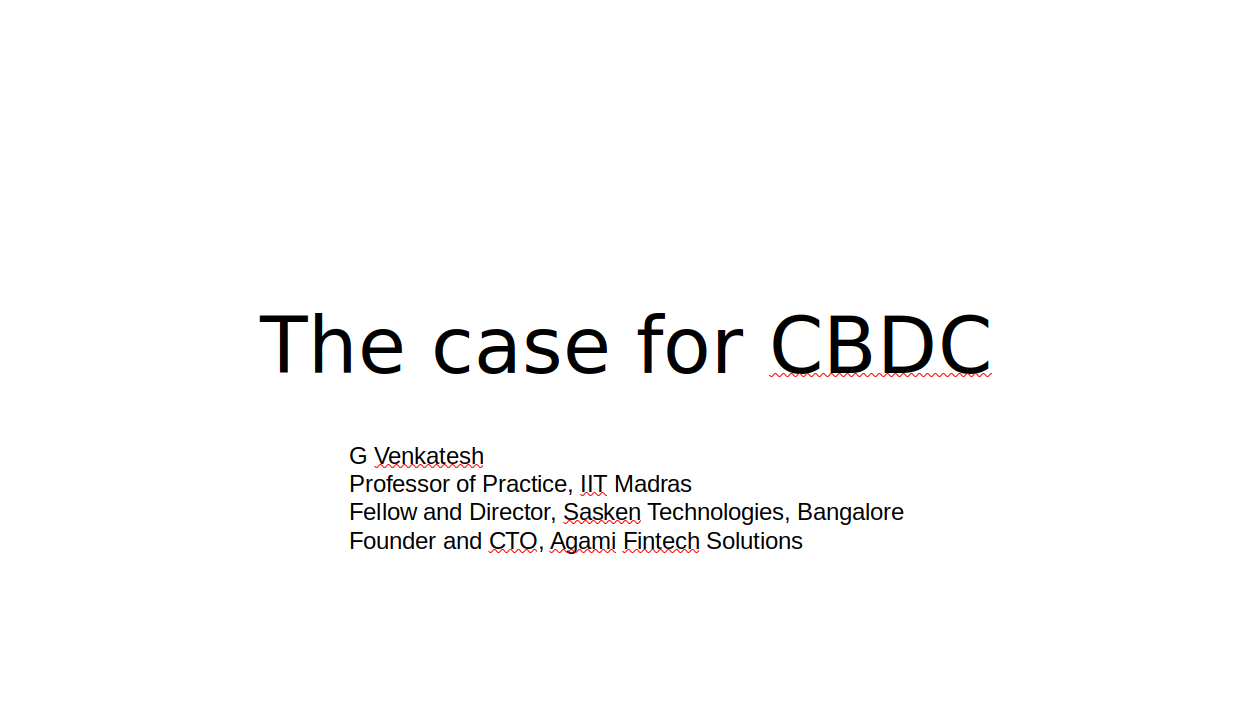 The case for CBDC
G Venkatesh
Professor of Practice, IIT Madras
Fellow and Director, Sasken Technologies, Bangalore
Founder and CTO, Agami Fintech Solutions